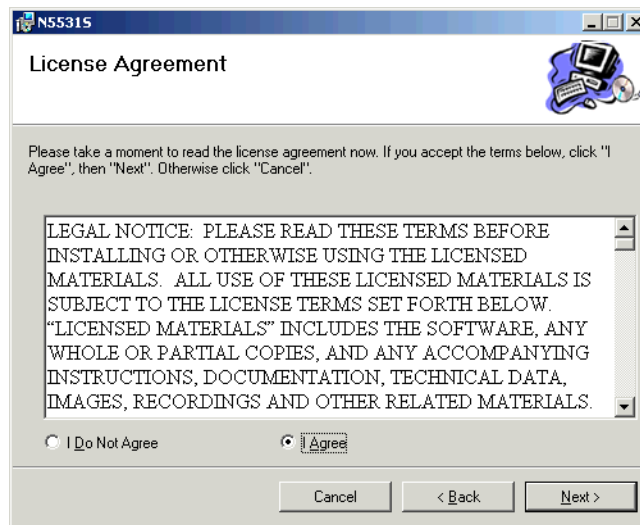 N5531S
License Agreement
Please take a moment to read the license agreement now. If you accept the terms below, click "I
Agree", then "Next". Otherwise click "Cancel".
LEGAL NOTICE:  PLEASE READ THESE TERMS BEFORE
INSTALLING OR OTHERWISE USING THE LICENSED
MATERIALS.  ALL USE OF THESE LICENSED MATERIALS IS
SUBJECT TO THE LICENSE TERMS SET FORTH BELOW.
“LICENSED MATERIALS” INCLUDES THE SOFTWARE, ANY
WHOLE OR PARTIAL COPIES, AND ANY ACCOMPANYING
INSTRUCTIONS, DOCUMENTATION, TECHNICAL DATA,
IMAGES, RECORDINGS AND OTHER RELATED MATERIALS.
I Do Not Agree
I Agree
Cancel
< Back
Next >